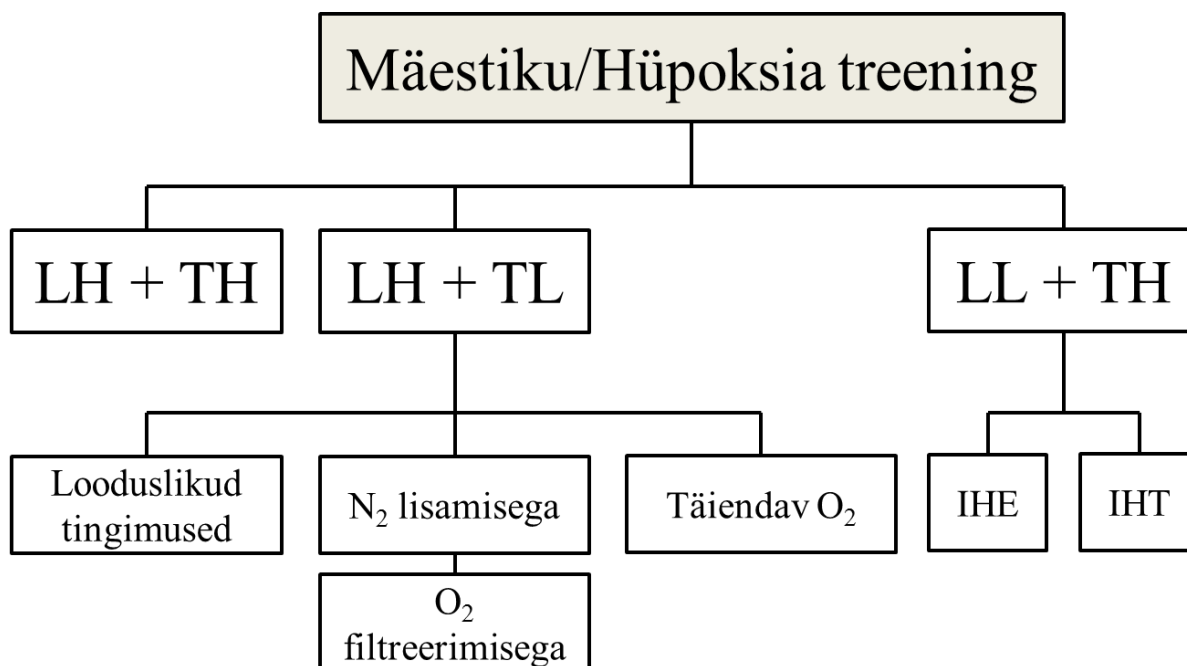 Mäestiku/Hüpoksia treening
LH + TH
LH + TL
LL + TH
Looduslikud
tingimused
N₂ lisamisega
Täiendav O₂
IHE
IHT
O₂
filtreerimisega